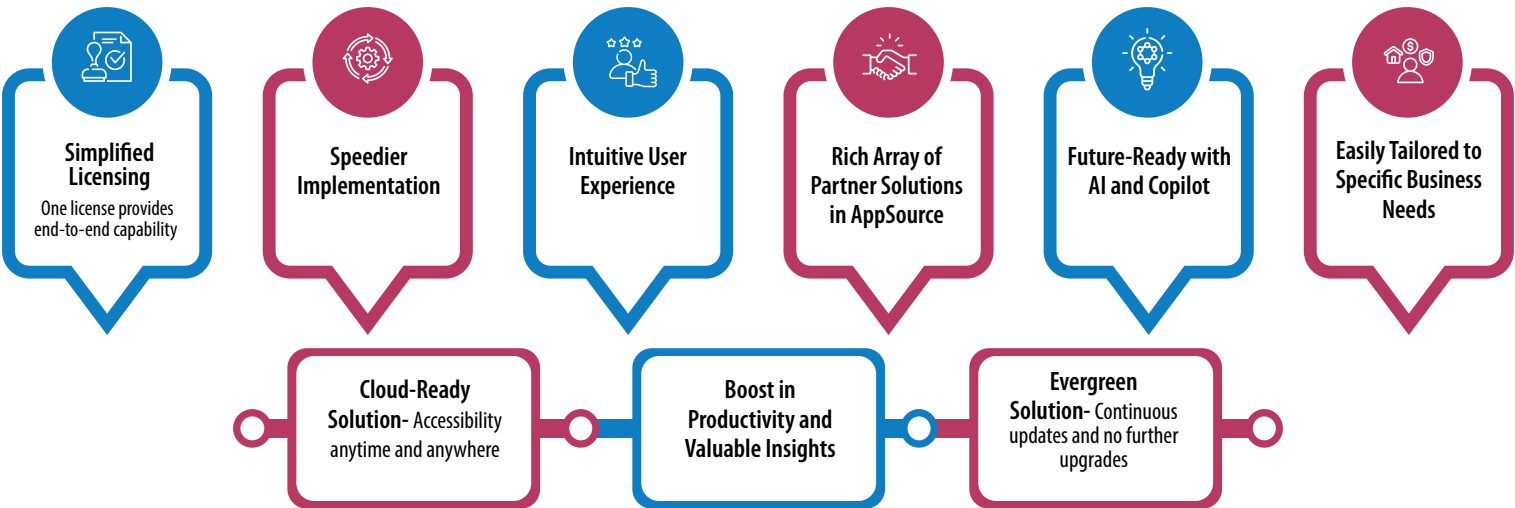 Simplified
Licensing
One license provides
end-to-end capability
Speedier
Implementation
Intuitive User
Experience
Rich Array of
Partner Solutions
in AppSource
Future-Ready with
AI and Copilot
Easily Tailored to
Specific Business
Needs
Cloud-Ready
Solution- Accessibility
anytime and anywhere
Boost in
Productivity and
Valuable Insights
Evergreen
Solution- Continuous
updates and no further
upgrades